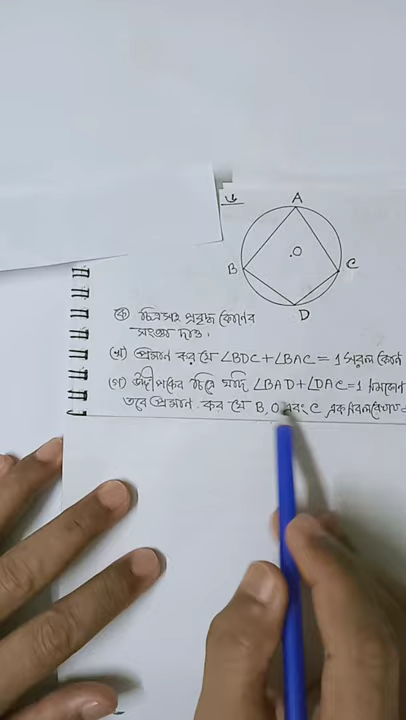 A
.O
B
C
D
(ক) চিত্রসহ প্রবৃদ্ধ কোণের
সংজ্ঞা দাও।
(খ) প্রমাণ কর যে ∠BDC + ∠BAC = 1 সরল কোণ
(গ) উদ্দীপকের চিত্রে যদি ∠BAD + ∠DAC = 1 সমকোণ
তবে প্রমাণ কর যে B, O এবং C একই সরলরেখায়